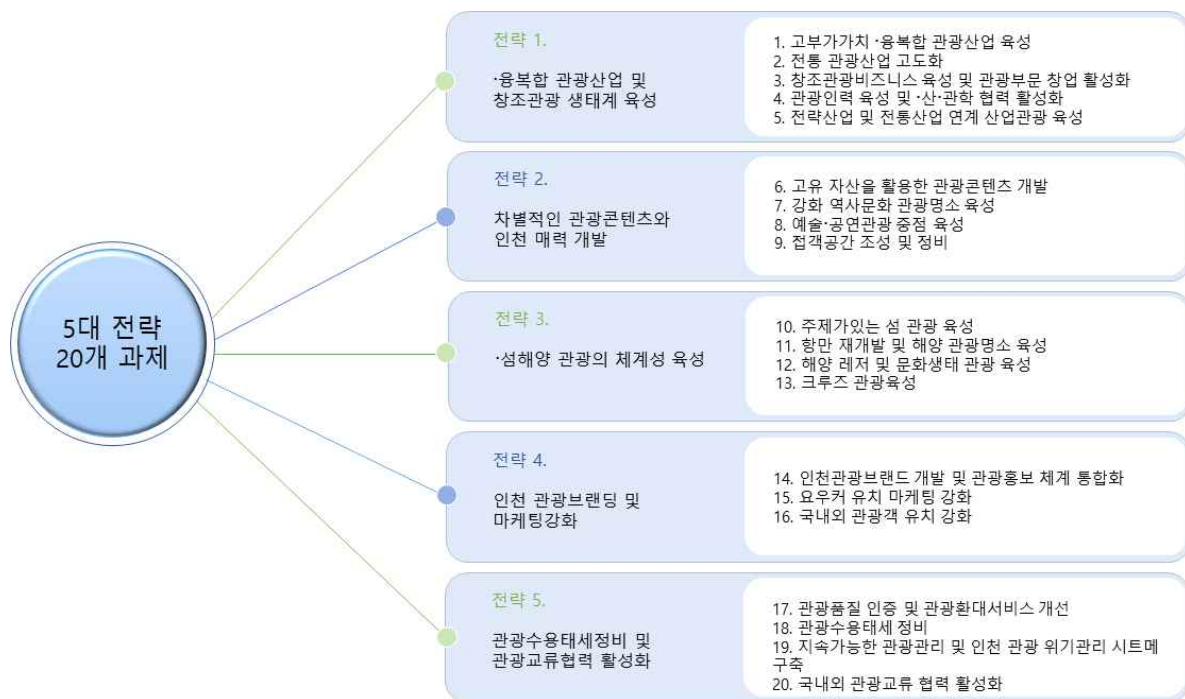 5대 전략
20개 과제
전략 1.
·융복합 관광산업 및
창조관광 생태계 육성
1. 고부가가치 ·융복합 관광산업 육성
2. 전통 관광산업 고도화
3. 창조관광비즈니스 육성 및 관광부문 창업 활성화
4. 관광인력 육성 및 ·산·관학 협력 활성화
5. 전략산업 및 전통산업 연계 산업관광 육성
전략 2.
차별적인 관광콘텐츠와
인천 매력 개발
6. 고유 자산을 활용한 관광콘텐츠 개발
7. 강화 역사문화 관광명소 육성
8. 예술·공연관광 중점 육성
9. 접객공간 조성 및 정비
전략 3.
·섬해양 관광의 체계성 육성
10. 주제가있는 섬 관광 육성
11. 항만 재개발 및 해양 관광명소 육성
12. 해양 레저 및 문화생태 관광 육성
13. 크루즈 관광육성
전략 4.
인천 관광브랜딩 및
마케팅강화
14. 인천관광브랜드 개발 및 관광홍보 체계 통합화
15. 요우커 유치 마케팅 강화
16. 국내외 관광객 유치 강화
전략 5.
관광수용태세정비 및
관광교류협력 활성화
17. 관광품질 인증 및 관광환대서비스 개선
18. 관광수용태세 정비
19. 지속가능한 관광관리 및 인천 관광 위기관리 시트메
구축
20. 국내외 관광교류 협력 활성화